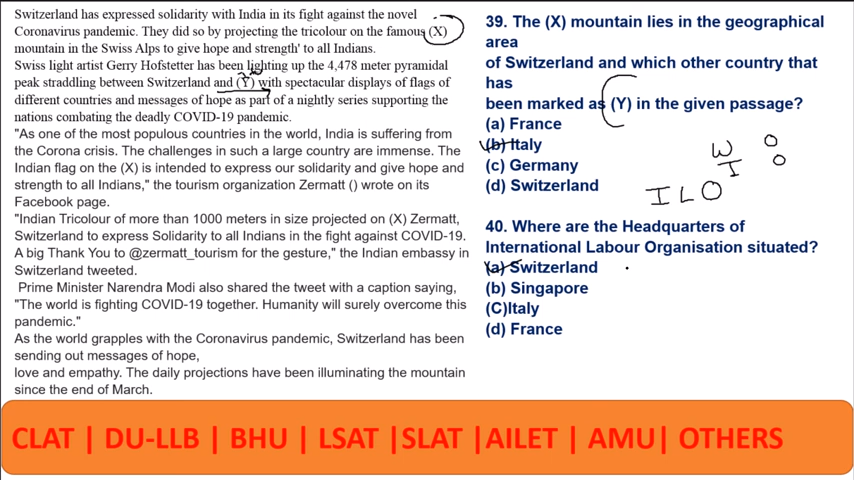 Switzerland has expressed solidarity with India in its fight against the novel
Coronavirus pandemic. They did so by projecting the tricolour on the famous (X)
mountain in the Swiss Alps to give hope and strength' to all Indians.
Swiss light artist Gerry Hofstetter has been lighting up the 4,478 meter pyramidal
peak straddling between Switzerland and (Y) with spectacular displays of flags of
different countries and messages of hope as part of a nightly series supporting the
nations combating the deadly COVID-19 pandemic.
"As one of the most populous countries in the world, India is suffering from
the Corona crisis. The challenges in such a large country are immense. The
Indian flag on the (X) is intended to express our solidarity and give hope and
strength to all Indians," the tourism organization Zermatt () wrote on its
Facebook page.
"Indian Tricolour of more than 1000 meters in size projected on (X) Zermatt,
Switzerland to express Solidarity to all Indians in the fight against COVID-19.
A big Thank You to @zermatt_tourism for the gesture," the Indian embassy in
Switzerland tweeted.
Prime Minister Narendra Modi also shared the tweet with a caption saying,
"The world is fighting COVID-19 together. Humanity will surely overcome this
pandemic."
As the world grapples with the Coronavirus pandemic, Switzerland has been
sending out messages of hope,
love and empathy. The daily projections have been illuminating the mountain
since the end of March.
39. The (X) mountain lies in the geographical
area
of Switzerland and which other country that
has
been marked as (Y) in the given passage?
(a) France
(b) Italy
(c) Germany
(d) Switzerland
W O
I O
I L O
40. Where are the Headquarters of
International Labour Organisation situated?
(a) Switzerland
(b) Singapore
(C)Italy
(d) France
CLAT | DU-LLB | BHU | LSAT |SLAT |AILET | AMU | OTHERS